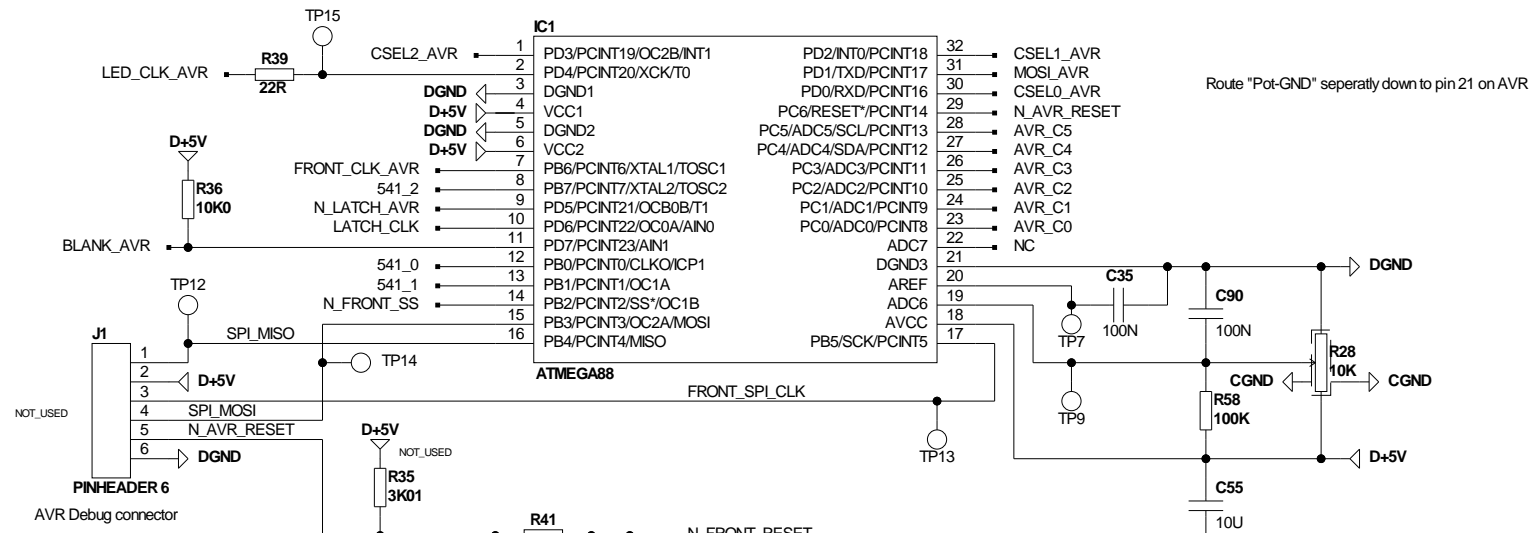 TP15
IC1
1 PD3/PCINT19/OC2B/INT1
2 PD4/PCINT20/XCK/T0
3 DGND1
4 VCC1
5 DGND2
6 VCC2
7 PB6/PCINT6/XTAL1/TOSC1
8 PB7/PCINT7/XTAL2/TOSC2
9 PD5/PCINT21/OCB0B/T1
10 PD6/PCINT22/OC0A/AIN0
11 PD7/PCINT23/AIN1
12 PB0/PCINT0/CLKO/ICP1
13 PB1/PCINT1/OC1A
14 PB2/PCINT2/SS*/OC1B
15 PB3/PCINT3/OC2A/MOSI
16 PB4/PCINT4/MISO
PD2/INT0/PCINT18 32 CSEL1_AVR
PD1/TXD/PCINT17 31 MOSI_AVR
PD0/RXD/PCINT16 30 CSEL0_AVR
PC6/RESET*/PCINT14 29 N_AVR_RESET
PC5/ADC5/SCL/PCINT13 28 AVR_C5
PC4/ADC4/SDA/PCINT12 27 AVR_C4
PC3/ADC3/PCINT11 26 AVR_C3
PC2/ADC2/PCINT10 25 AVR_C2
PC1/ADC1/PCINT9 24 AVR_C1
PC0/ADC0/PCINT8 23 AVR_C0
ADC7 22 NC
DGND3 21
AREF 20
ADC6 19
AVCC 18
PB5/SCK/PCINT5 17
ATMEGA88
CSEL2_AVR
LED_CLK_AVR
R39
22R
DGND
D+5V
DGND
D+5V
FRONT_CLK_AVR
541_2
N_LATCH_AVR
LATCH_CLK
D+5V
R36
10K0
BLANK_AVR
541_0
541_1
N_FRONT_SS
TP12
J1
1
2
3
4
5
6
SPI_MISO
D+5V
SPI_MOSI
N_AVR_RESET
DGND
NOT_USED
PINHEADER 6
AVR Debug connector
TP14
FRONT_SPI_CLK
TP13
D+5V
NOT_USED
R35
3K01
R41
N_FRONT_RESET
Route "Pot-GND" seperatly down to pin 21 on AVR
DGND
C35
100N
TP7
C90
100N
R28
10K
CGND
CGND
TP9
R58
100K
D+5V
C55
10U